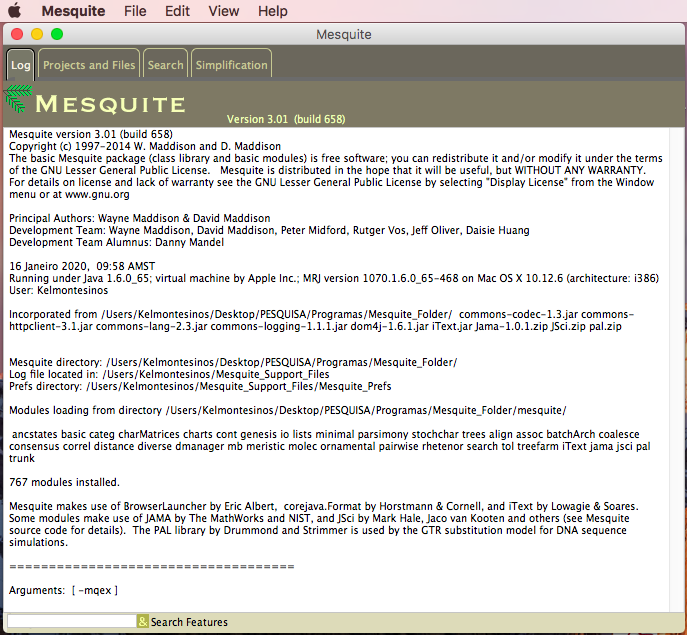 Mesquite File Edit View Help
Mesquite
Log Projects and Files Search Simplification
MESQUITE
Version 3.01 (build 658)
Mesquite version 3.01 (build 658)
Copyright (c) 1997-2014 W. Maddison and D. Maddison
The basic Mesquite package (class library and basic modules) is free software; you can redistribute it and/or modify it under the terms
of the GNU Lesser General Public License.   Mesquite is distributed in the hope that it will be useful, but WITHOUT ANY WARRANTY.
For details on license and lack of warranty see the GNU Lesser General Public License by selecting "Display License" from the Window
menu or at www.gnu.org
Principal Authors: Wayne Maddison & David Maddison
Development Team: Wayne Maddison, David Maddison, Peter Midford, Rutger Vos, Jeff Oliver, Daisie Huang
Development Team Alumnus: Danny Mandel
16 Janeiro 2020,  09:58 AMST
Running under Java 1.6.0_65; virtual machine by Apple Inc.; MRJ version 1070.1.6.0_65-468 on Mac OS X 10.12.6 (architecture: i386)
User: Kelmontesinos
Incorporated from /Users/Kelmontesinos/Desktop/PESQUISA/Programas/Mesquite_Folder/  commons-codec-1.3.jar commons-
httpclient-3.1.jar commons-lang-2.3.jar commons-logging-1.1.1.jar dom4j-1.6.1.jar iText.jar Jama-1.0.1.zip JSci.zip pal.zip
Mesquite directory: /Users/Kelmontesinos/Desktop/PESQUISA/Programas/Mesquite_Folder/
Log file located in: /Users/Kelmontesinos/Mesquite_Support_Files
Prefs directory: /Users/Kelmontesinos/Mesquite_Support_Files/Mesquite_Prefs
Modules loading from directory /Users/Kelmontesinos/Desktop/PESQUISA/Programas/Mesquite_Folder/mesquite/
ancstates basic categ charMatrices charts cont genesis io lists minimal parsimony stochchar trees align assoc batchArch coalesce
consensus correl distance diverse dmanager mb meristic molec ornamental pairwise rhetenor search tol treefarm iText jama jsci pal
trunk
767 modules installed.
Mesquite makes use of BrowserLauncher by Eric Albert,  corejava.Format by Horstmann & Cornell, and iText by Lowagie & Soares.
Some modules make use of JAMA by The MathWorks and NIST, and JSci by Mark Hale, Jaco van Kooten and others (see Mesquite
source code for details).  The PAL library by Drummond and Strimmer is used by the GTR substitution model for DNA sequence
simulations.
====================================
Arguments:  [ -mqex ]
& Search Features